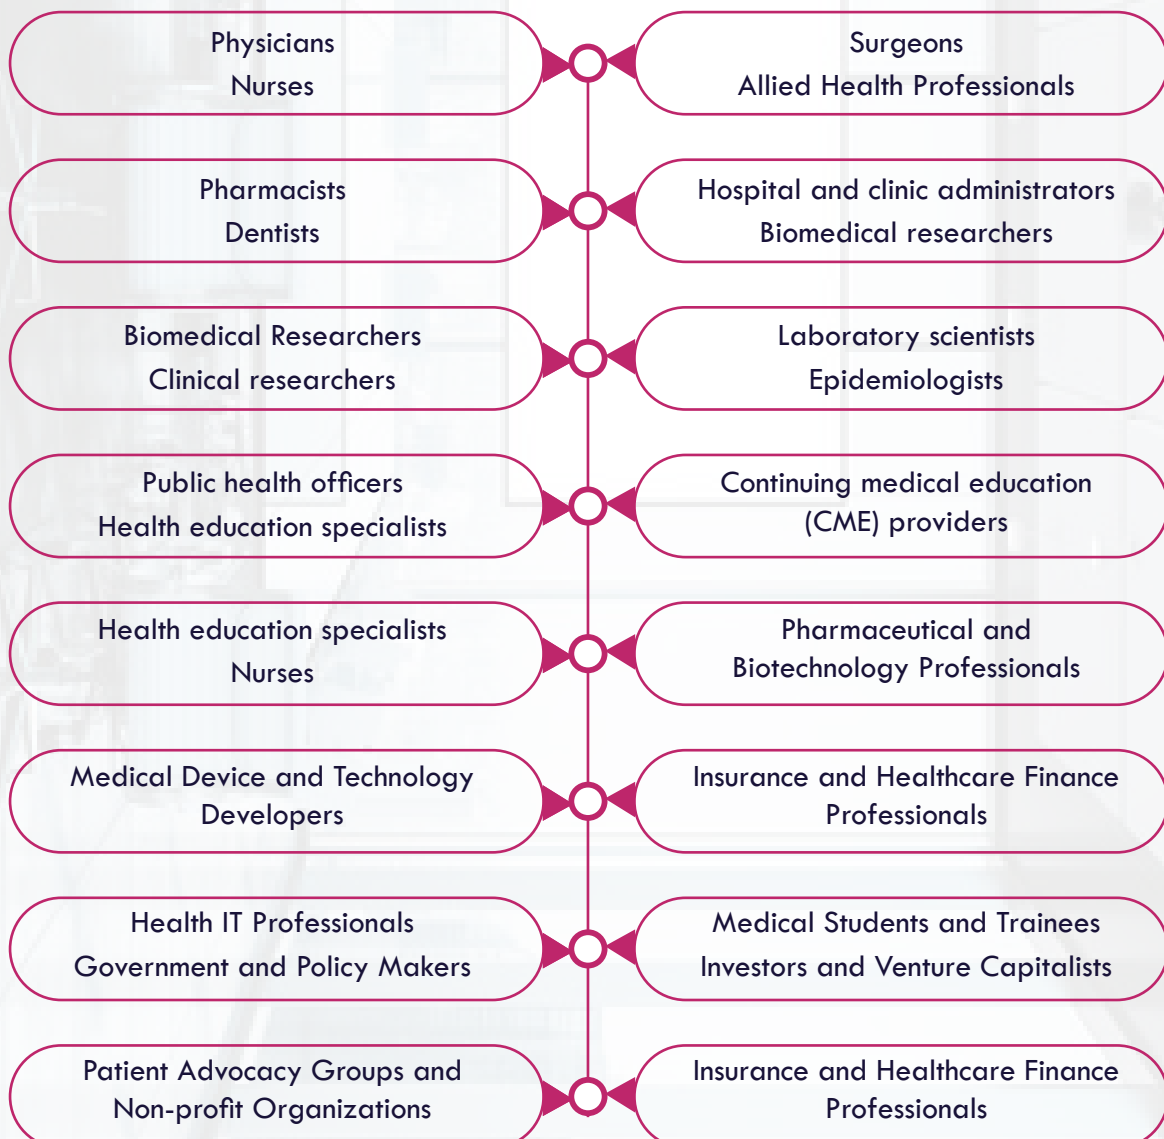 Physicians
Nurses
Surgeons
Allied Health Professionals
Pharmacists
Dentists
Hospital and clinic administrators
Biomedical researchers
Biomedical Researchers
Clinical researchers
Laboratory scientists
Epidemiologists
Public health officers
Health education specialists
Continuing medical education
(CME) providers
Health education specialists
Nurses
Pharmaceutical and
Biotechnology Professionals
Medical Device and Technology
Developers
Insurance and Healthcare Finance
Professionals
Health IT Professionals
Government and Policy Makers
Medical Students and Trainees
Investors and Venture Capitalists
Patient Advocacy Groups and
Non-profit Organizations
Insurance and Healthcare Finance
Professionals